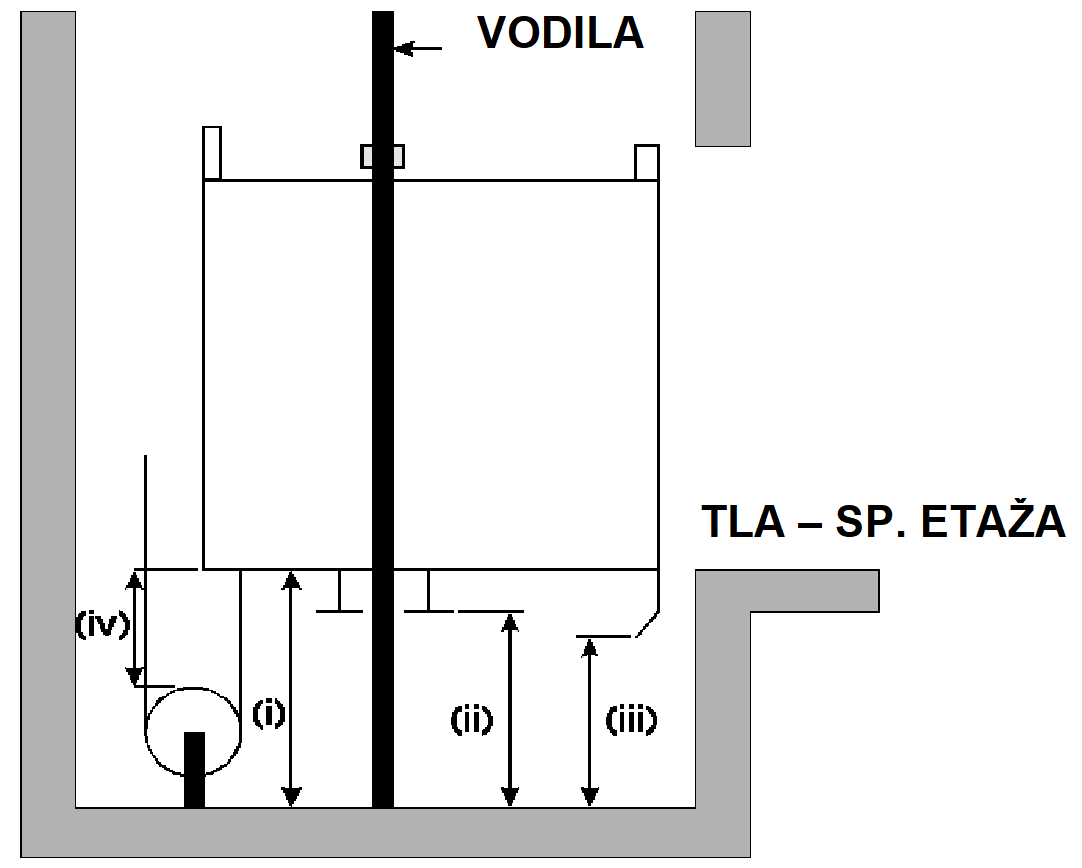 VODILA
TLA – SP. ETAŽA
(iv)
(i)
(ii)
(iii)